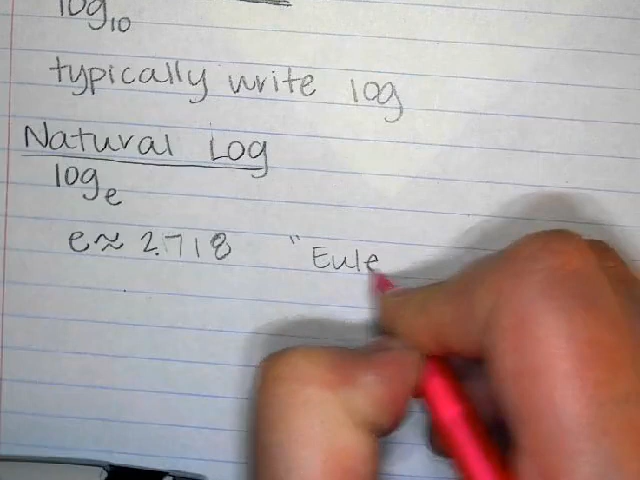 log₁₀
typically write log
Natural Log
logₑ
e ≈ 2.718 "Eule